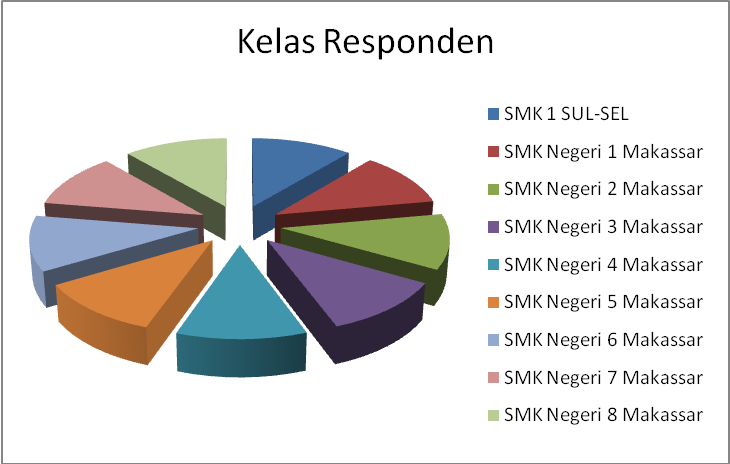 Kelas Responden
SMK 1 SUL-SEL
SMK Negeri 1 Makassar
SMK Negeri 2 Makassar
SMK Negeri 3 Makassar
SMK Negeri 4 Makassar
SMK Negeri 5 Makassar
SMK Negeri 6 Makassar
SMK Negeri 7 Makassar
SMK Negeri 8 Makassar